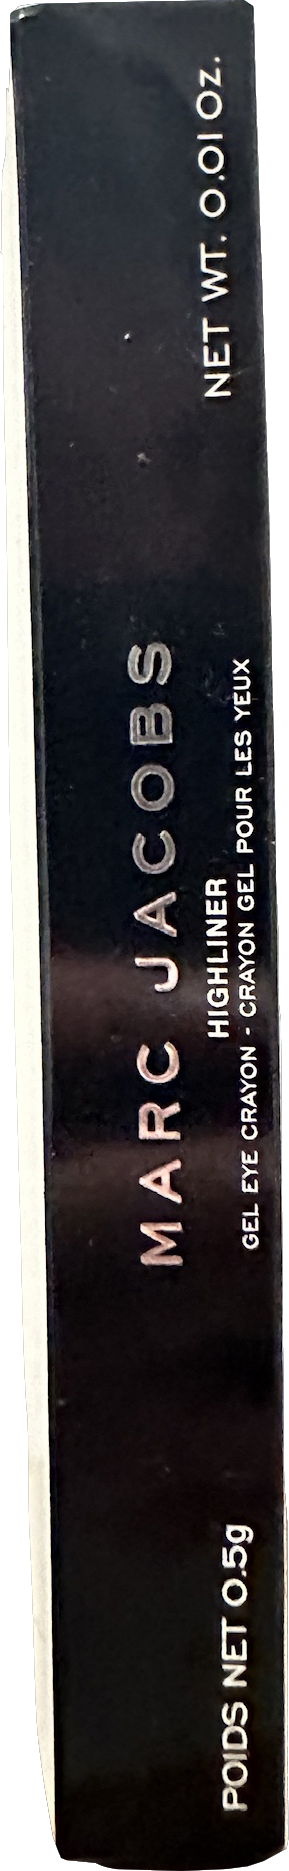 MARC JACOBS
HIGHLINER
GEL EYE CRAYON - CRAYON GEL POUR LES YEUX
POIDS NET 0.5g
NET WT. 0.01 OZ.